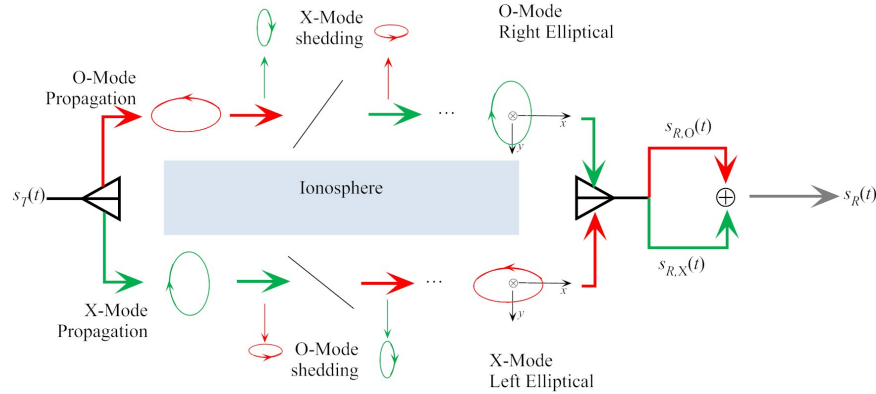 X-Mode
shedding
O-Mode
Right Elliptical
O-Mode
Propagation
...
x
y
s_{R,O}(t)
s_T(t)
Ionosphere
s_R(t)
s_{R,X}(t)
...
x
y
X-Mode
Propagation
O-Mode
shedding
X-Mode
Left Elliptical